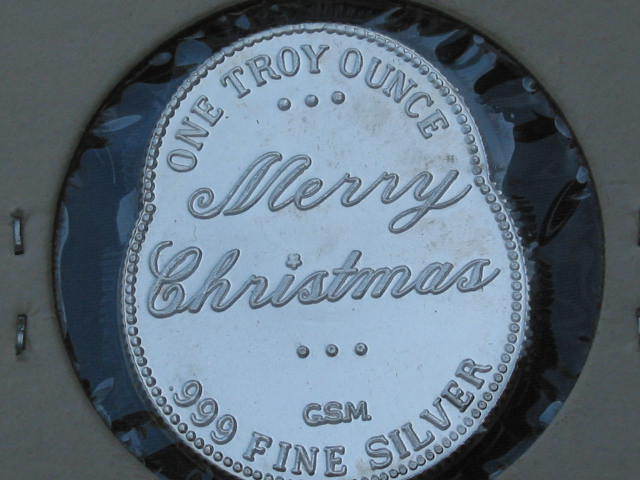 ONE TROY OUNCE
Merry
Christmas
GSM
.999 FINE SILVER